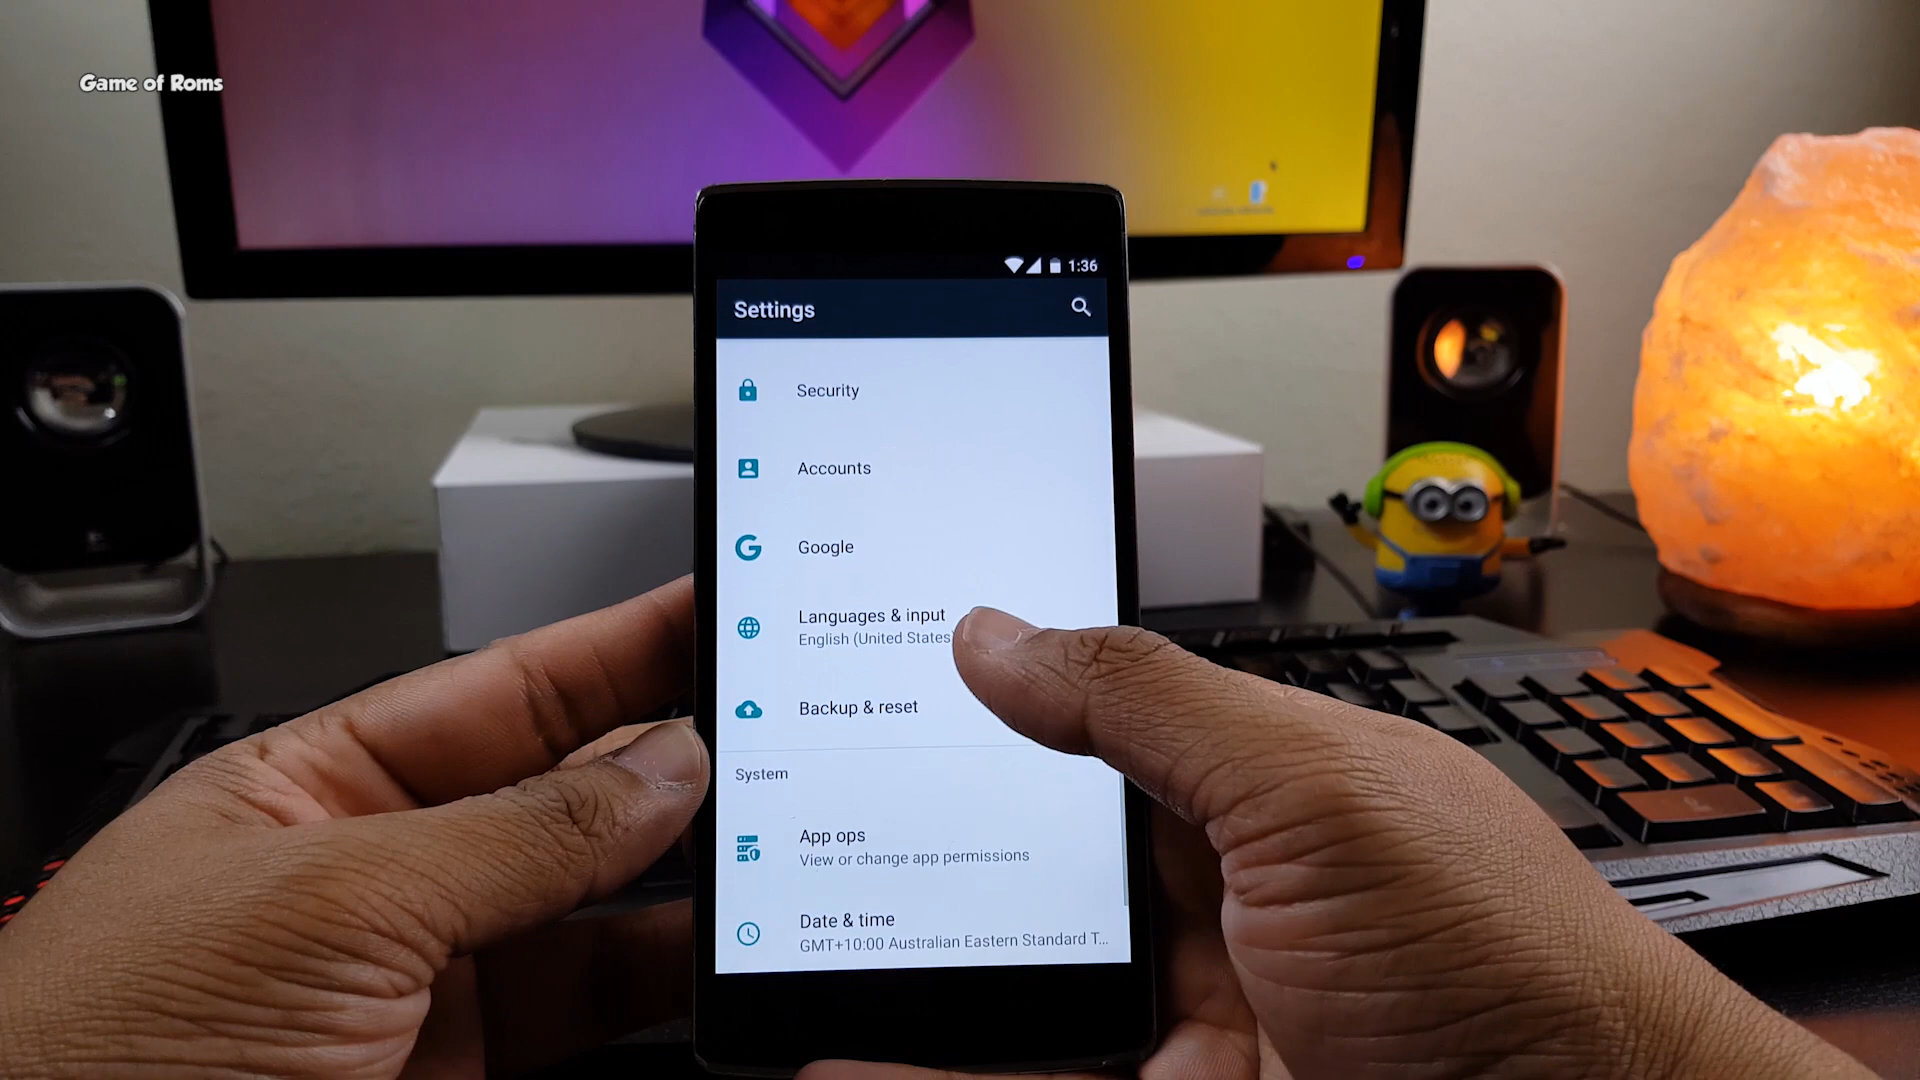 Game of Roms
1:36
Settings
Security
Accounts
Google
Languages & input
English (United States
Backup & reset
System
App ops
View or change app permissions
Date & time
GMT+10:00 Australian Eastern Standard T...